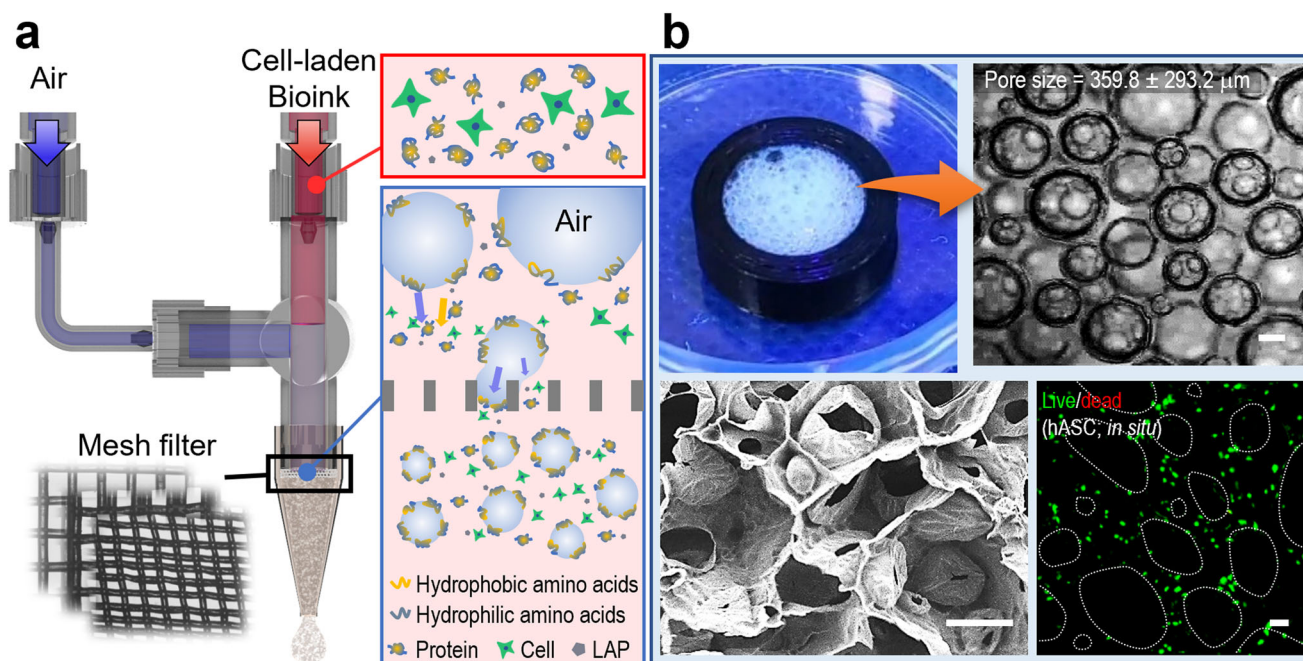 a
Air
Cell-laden
Bioink
Air
Mesh filter
Hydrophobic amino acids
Hydrophilic amino acids
Protein Cell LAP
b
Pore size = 359.8 ± 293.2 μm
Live/dead
(hASC, in situ)